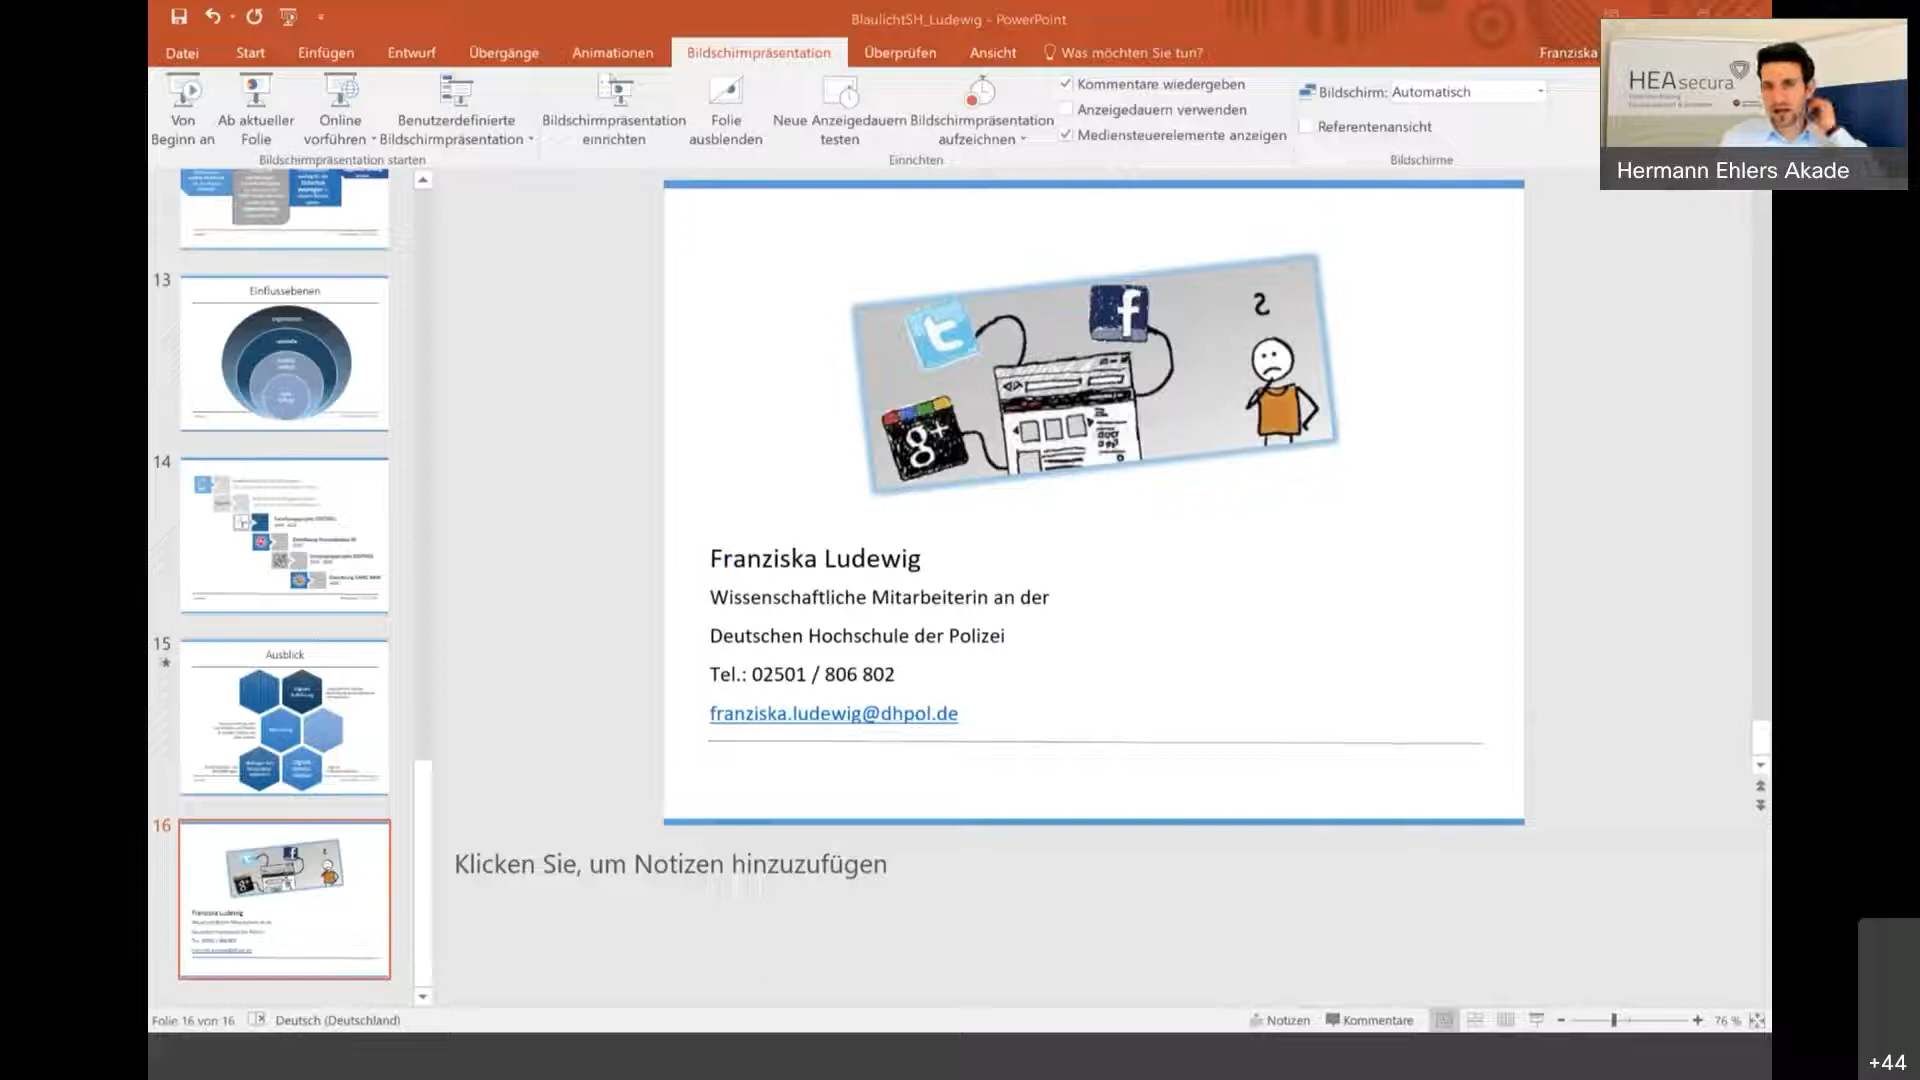 BlaulichtSH_Ludewig - PowerPoint
Datei Start Einfügen Entwurf Übergänge Animationen Bildschirmpräsentation Überprüfen Ansicht Was möchten Sie tun? Franziska
Von Beginn an
Ab aktueller Folie
Online vorführen
Benutzerdefinierte Bildschirmpräsentation
Bildschirmpräsentation einrichten
Folie ausblenden
Neue Anzeigedauern testen
Bildschirmpräsentation aufzeichnen
Kommentare wiedergeben
Anzeigedauern verwenden
Mediensteuerelemente anzeigen
Bildschirm: Automatisch
Referentenansicht
Bildschirmpräsentation starten
Einrichten
Bildschirme
HEAsecura
Hermann Ehlers Akade
13
Einflussebenen
14
15
Ausblick
16
Franziska Ludewig
t
f
g+
Franziska Ludewig
Wissenschaftliche Mitarbeiterin an der
Deutschen Hochschule der Polizei
Tel.: 02501 / 806 802
franziska.ludewig@dhpol.de
Klicken Sie, um Notizen hinzuzufügen
Folie 16 von 16 Deutsch (Deutschland) Notizen Kommentare 76 %
+44